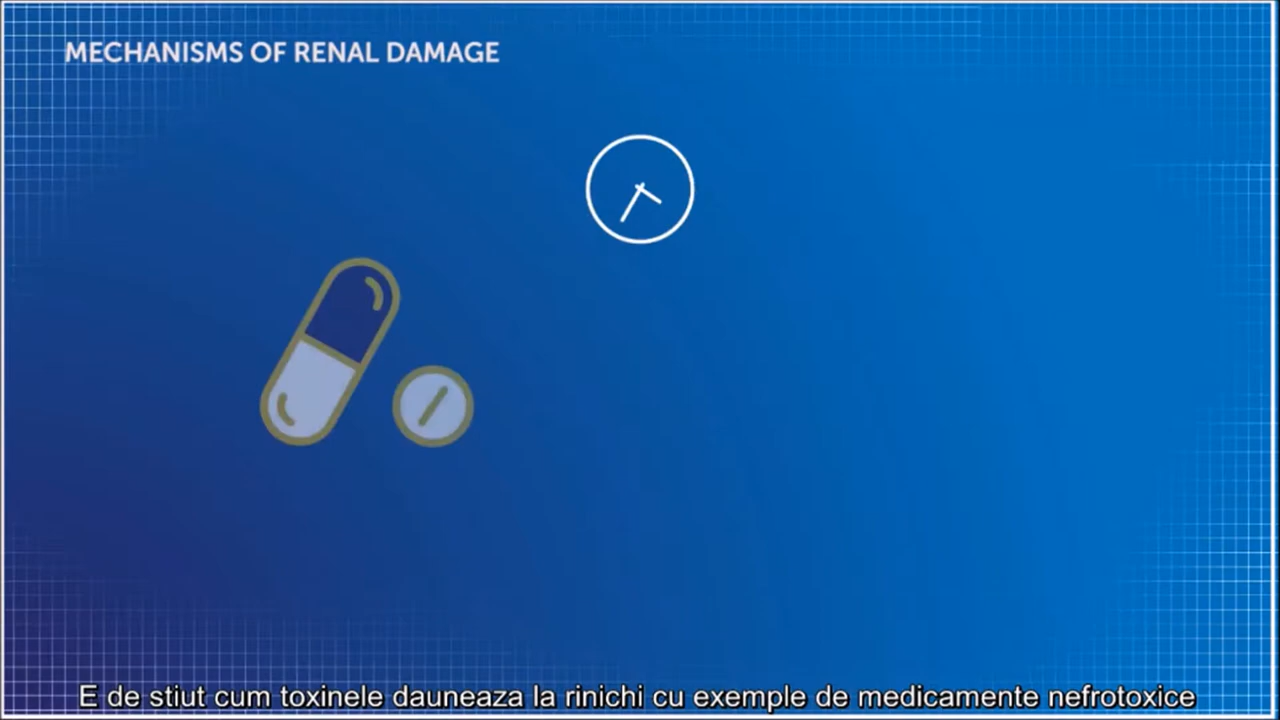 MECHANISMS OF RENAL DAMAGE
E de stiut cum toxinele dauneaza la rinichi cu exemple de medicamente nefrotoxice